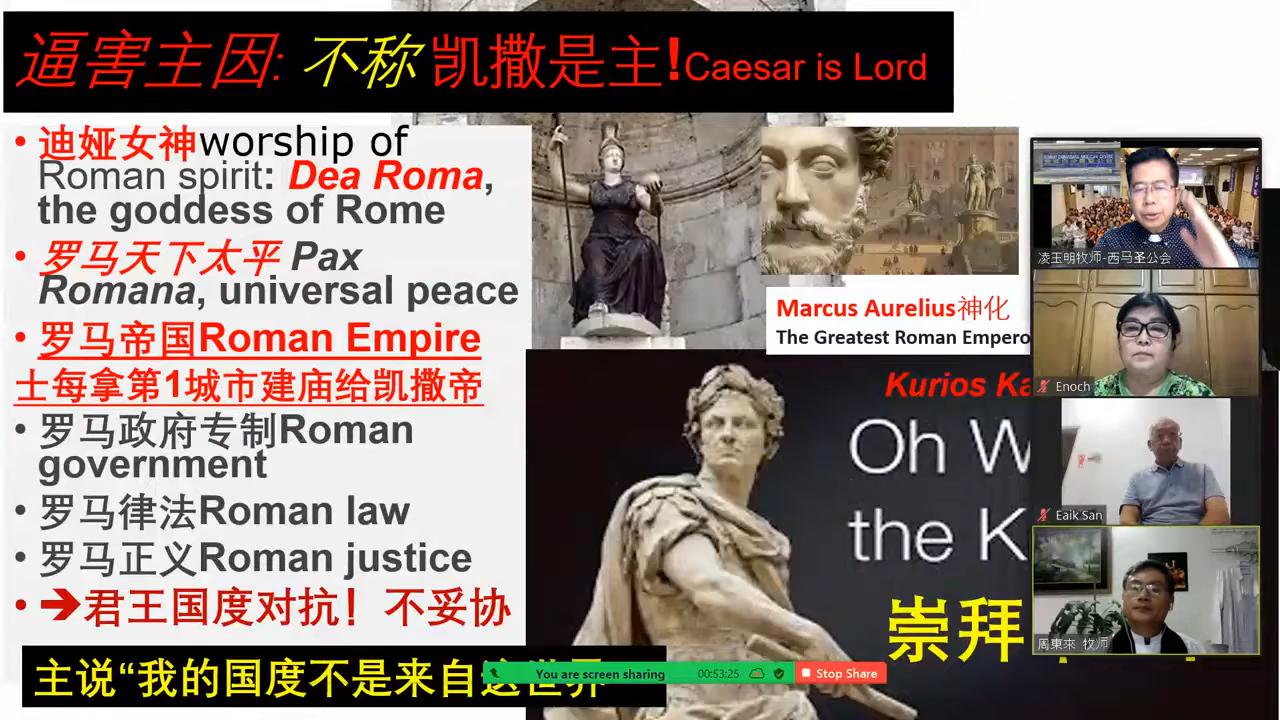 逼害主因: 不称 凯撒是主!Caesar is Lord
• 迪娅女神worship of
Roman spirit: Dea Roma,
the goddess of Rome
• 罗马天下太平 Pax
Romana, universal peace
• 罗马帝国Roman Empire
士每拿第1城市建庙给凯撒帝
• 罗马政府专制Roman
government
• 罗马律法Roman law
• 罗马正义Roman justice
• ➔君王国度对抗！不妥协
主说“我的国度不是来自这世界
Marcus Aurelius神化
The Greatest Roman Empero
Kurios Ka
Oh W
the K
崇拜
凌玉明牧师-西马圣公会
Enoch
Eaik San
周東來 牧师
You are screen sharing
00:53:25
Stop Share